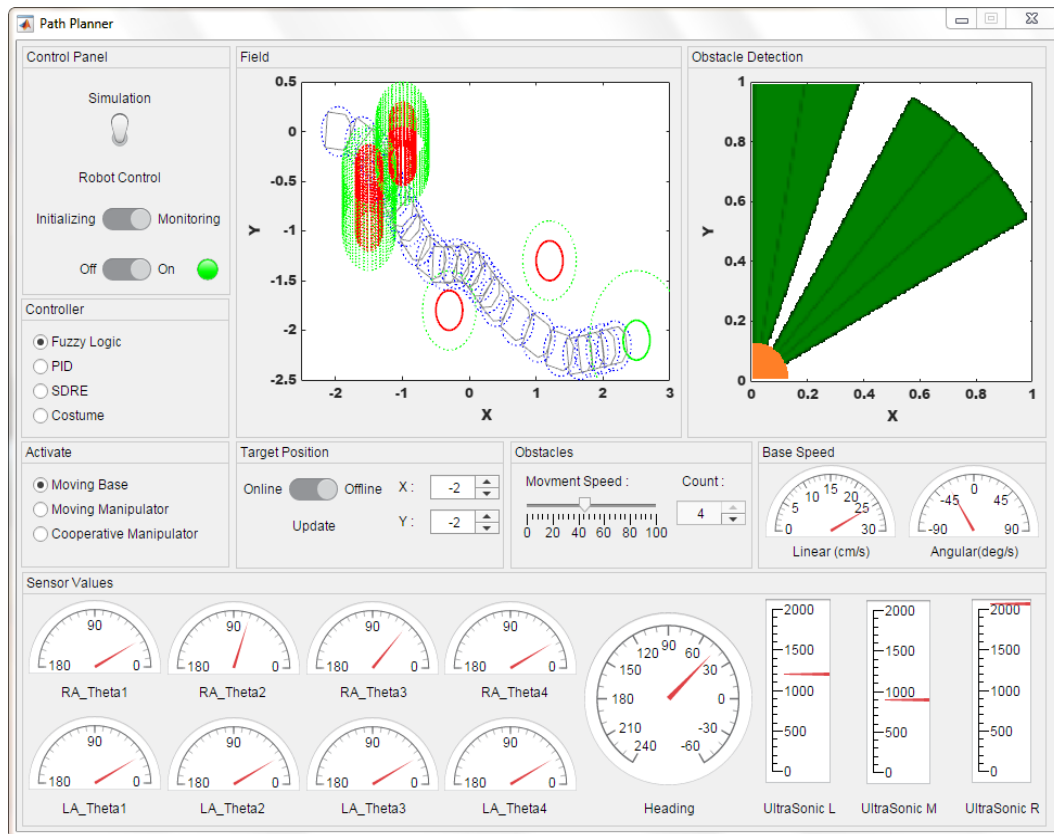 Path Planner
Control Panel
Simulation
Robot Control
Initializing Monitoring
Off On
Controller
Fuzzy Logic
PID
SDRE
Costume
Activate
Moving Base
Moving Manipulator
Cooperative Manipulator
Field
0.5
0
-0.5
-1
-1.5
-2
-2.5
Y
-2 -1 0 1 2 3
X
Obstacle Detection
1
0.8
0.6
0.4
0.2
0
Y
0 0.2 0.4 0.6 0.8 1
X
Target Position
Online Offline
Update
X : -2
Y : -2
Obstacles
Movment Speed :
0 20 40 60 80 100
Count :
4
Base Speed
0 5 10 15 20 25 30
Linear (cm/s)
-90 -45 0 45 90
Angular(deg/s)
Sensor Values
180 90 0
RA_Theta1
180 90 0
RA_Theta2
180 90 0
RA_Theta3
180 90 0
RA_Theta4
180 90 0
LA_Theta1
180 90 0
LA_Theta2
180 90 0
LA_Theta3
180 90 0
LA_Theta4
240 210 180 150 120 90 60 30 0 -30 -60
Heading
2000
1500
1000
500
0
UltraSonic L
2000
1500
1000
500
0
UltraSonic M
2000
1500
1000
500
0
UltraSonic R